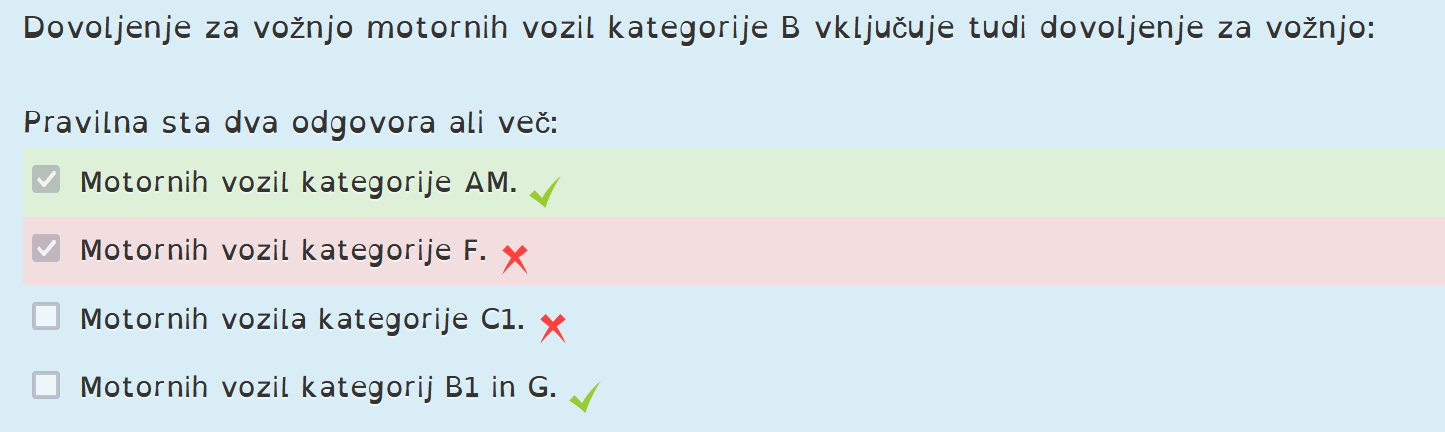 Dovoljenje za vožnjo motornih vozil kategorije B vključuje tudi dovoljenje za vožnjo:
Pravilna sta dva odgovora ali več:
Motornih vozil kategorije AM.
Motornih vozil kategorije F.
Motornih vozila kategorije C1.
Motornih vozil kategorij B1 in G.